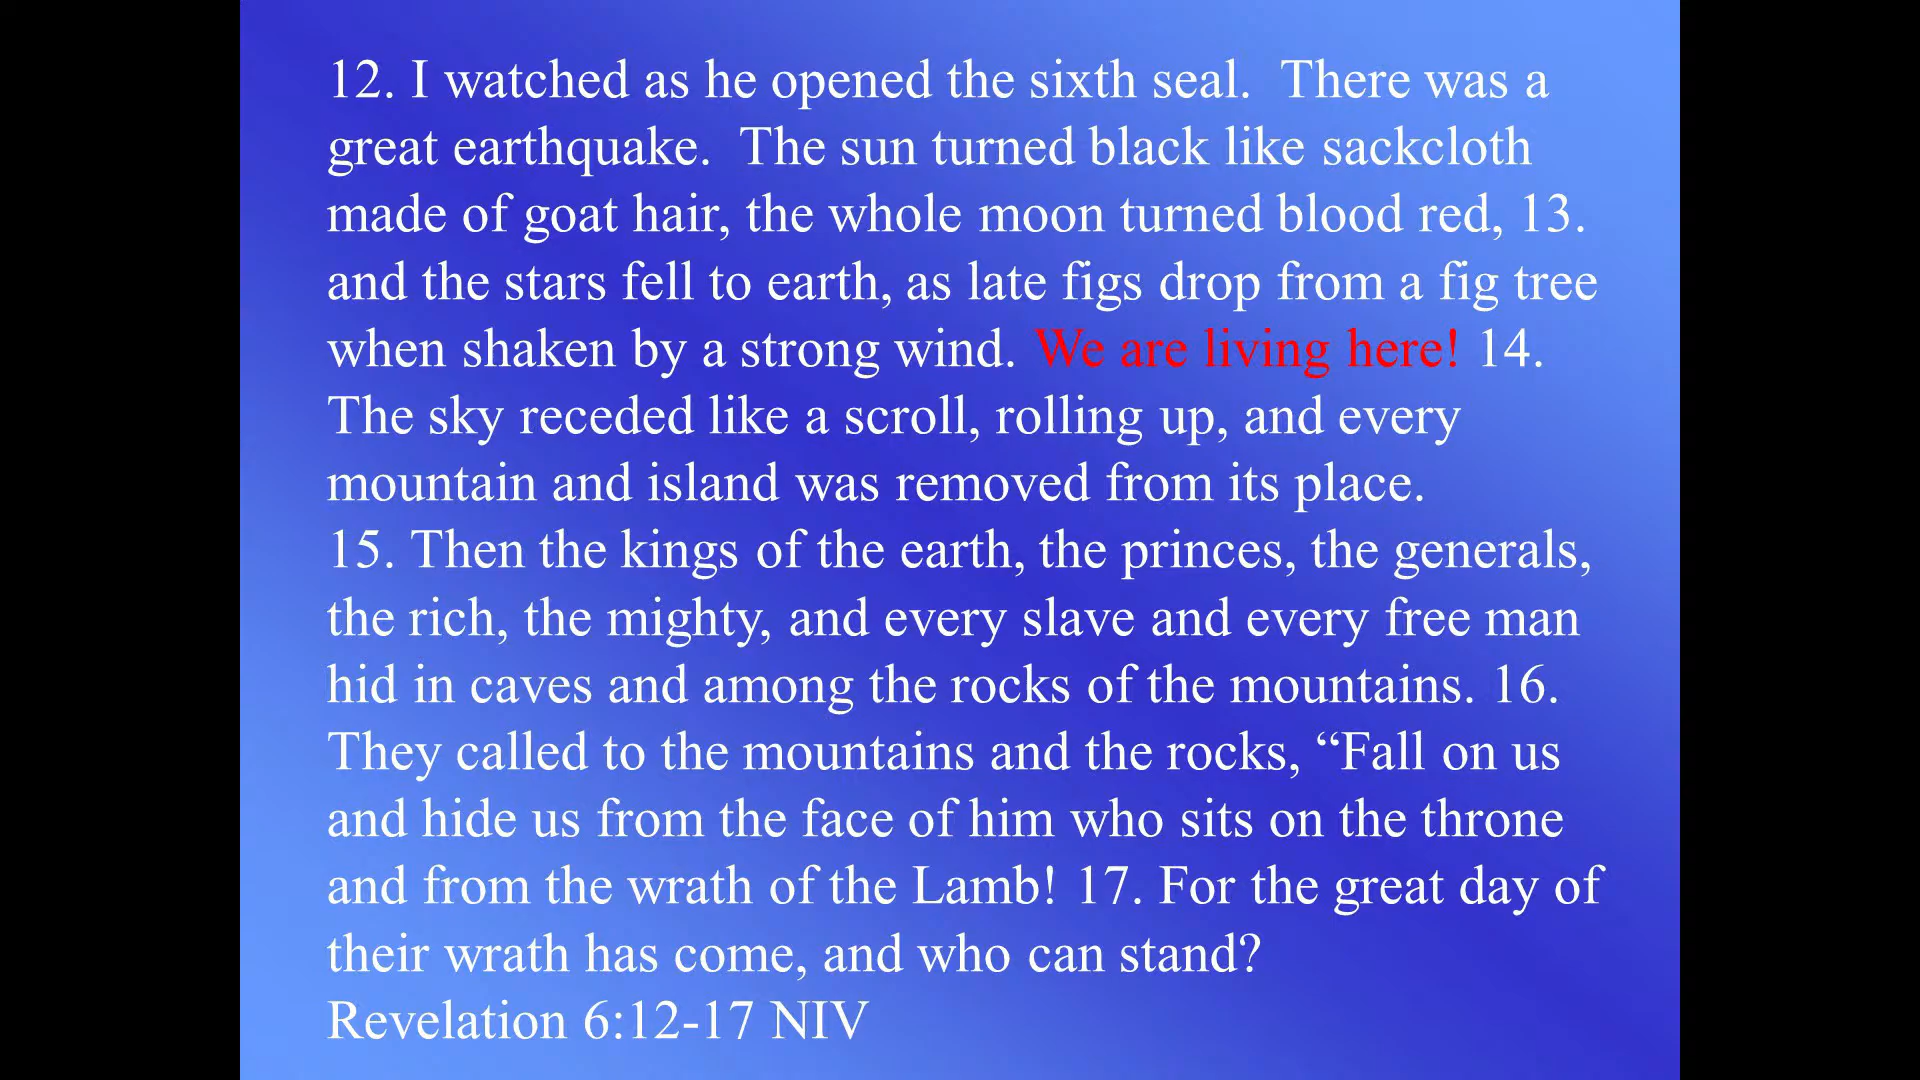 12. I watched as he opened the sixth seal.  There was a
great earthquake.  The sun turned black like sackcloth
made of goat hair, the whole moon turned blood red, 13.
and the stars fell to earth, as late figs drop from a fig tree
when shaken by a strong wind. We are living here! 14.
The sky receded like a scroll, rolling up, and every
mountain and island was removed from its place.
15. Then the kings of the earth, the princes, the generals,
the rich, the mighty, and every slave and every free man
hid in caves and among the rocks of the mountains. 16.
They called to the mountains and the rocks, “Fall on us
and hide us from the face of him who sits on the throne
and from the wrath of the Lamb! 17. For the great day of
their wrath has come, and who can stand?
Revelation 6:12-17 NIV